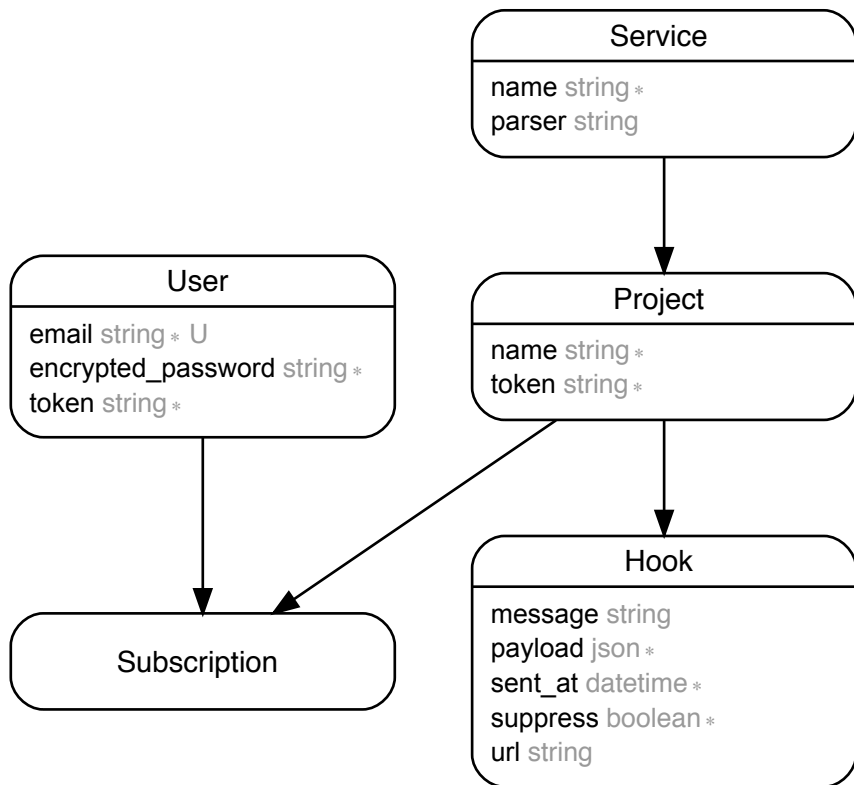 Service
name string *
parser string
User
email string * U
encrypted_password string *
token string *
Project
name string *
token string *
Subscription
Hook
message string
payload json *
sent_at datetime *
suppress boolean *
url string